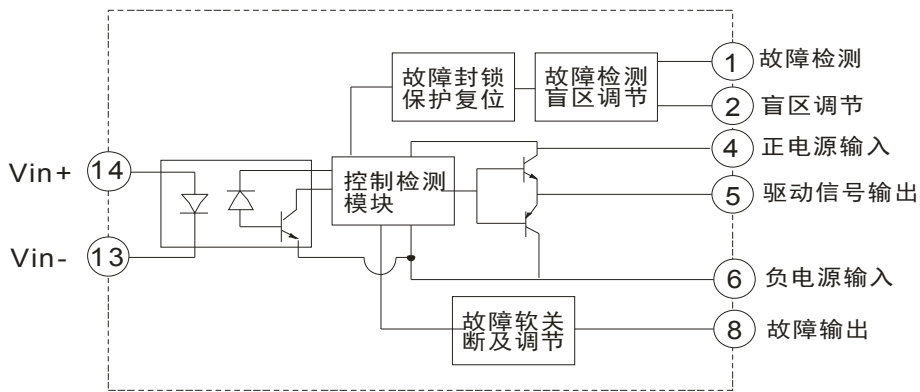 故障封锁
保护复位
故障检测
盲区调节
1 故障检测
2 盲区调节
4 正电源输入
5 驱动信号输出
Vin+ 14
控制检测
模块
Vin- 13
6 负电源输入
故障软关
断及调节
8 故障输出